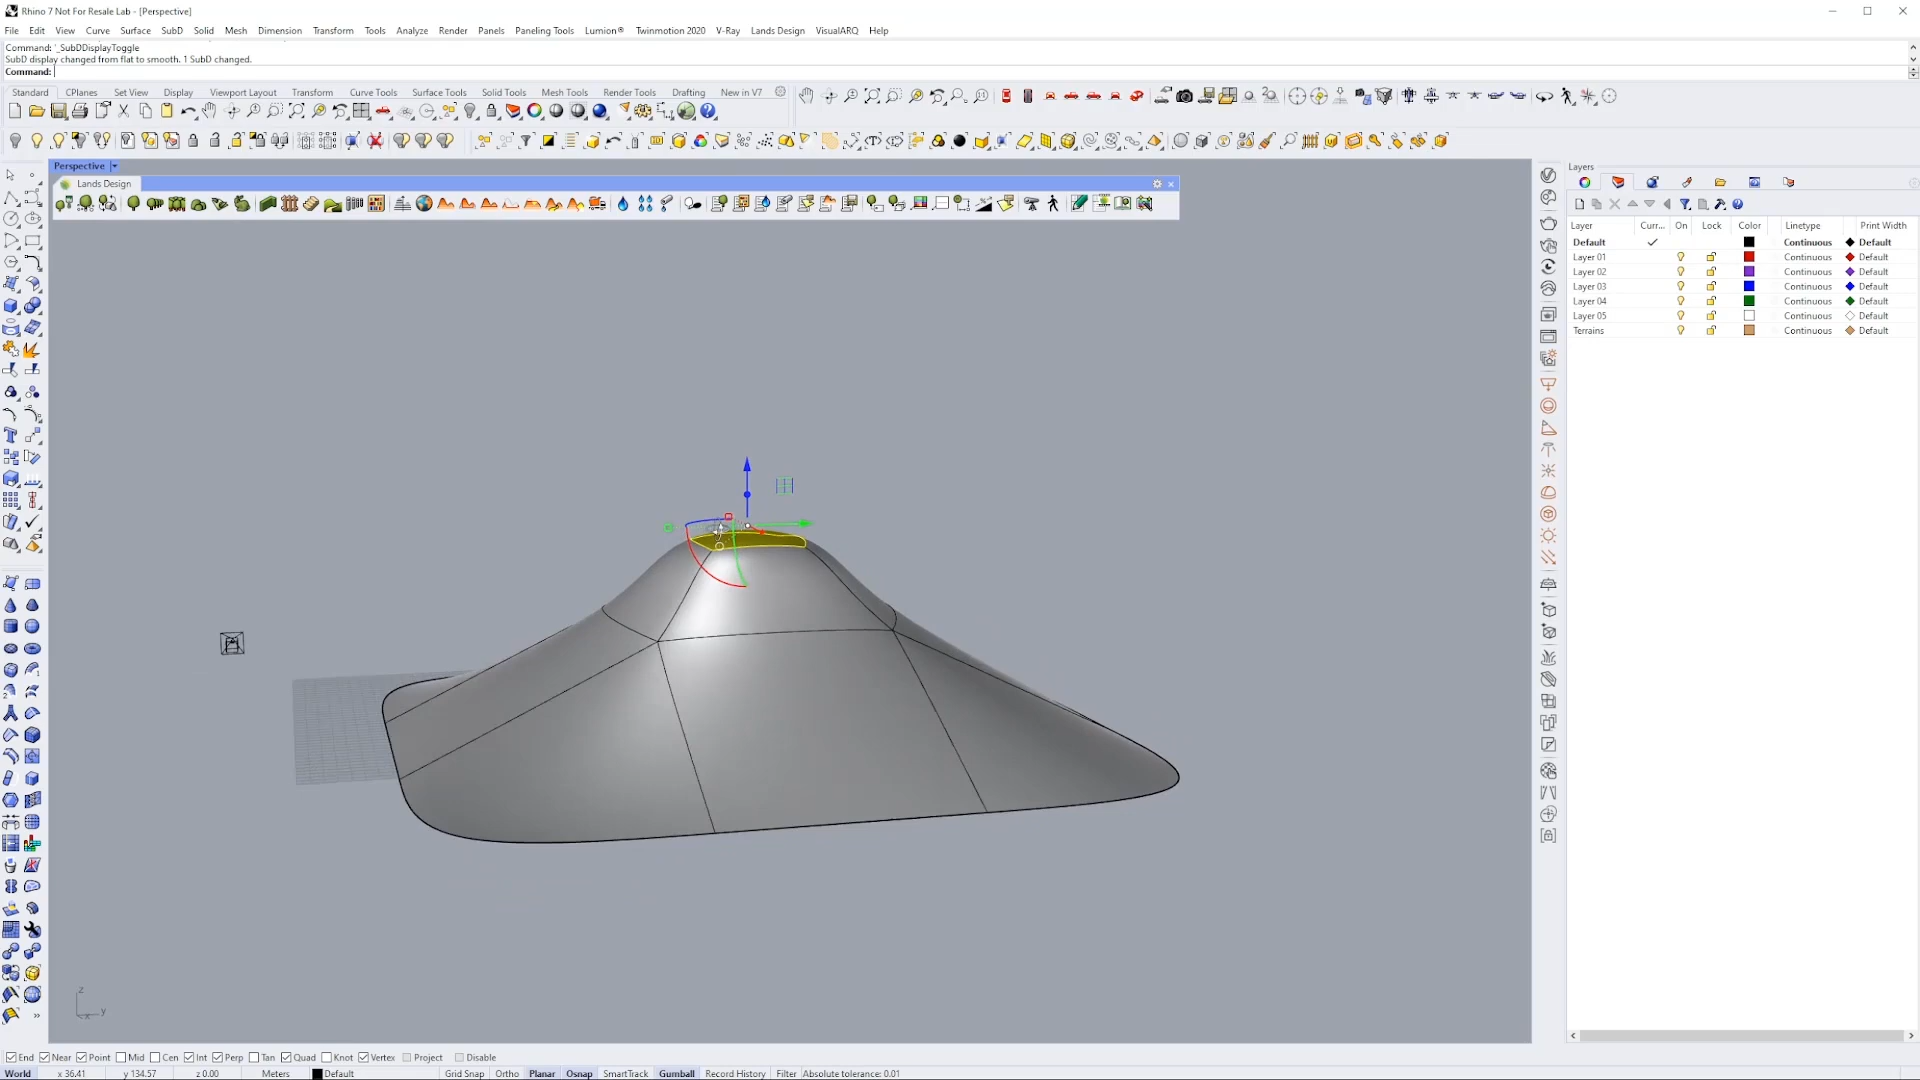 Rhino 7 Not For Resale Lab - [Perspective]
File Edit View Curve Surface SubD Solid Mesh Dimension Transform Tools Analyze Render Panels Paneling Tools Lumion® Twinmotion 2020 V-Ray Lands Design VisualARQ Help
Command: '_SubDDisplayToggle
SubD display changed from flat to smooth. 1 SubD changed.
Command:
Standard CPlanes Set View Display Viewport Layout Transform Curve Tools Surface Tools Solid Tools Mesh Tools Render Tools Drafting New in V7
Perspective
Lands Design
Layers
Layer Curr... On Lock Color Linetype Print Width
Default Continuous Default
Layer 01 Continuous Default
Layer 02 Continuous Default
Layer 03 Continuous Default
Layer 04 Continuous Default
Layer 05 Continuous Default
Terrains Continuous Default
z
x y
End Near Point Mid Cen Int Perp Tan Quad Knot Vertex Project Disable
World x 36.41 y 134.57 z 0.00 Meters Default Grid Snap Ortho Planar Osnap SmartTrack Gumball Record History Filter Absolute tolerance: 0.01